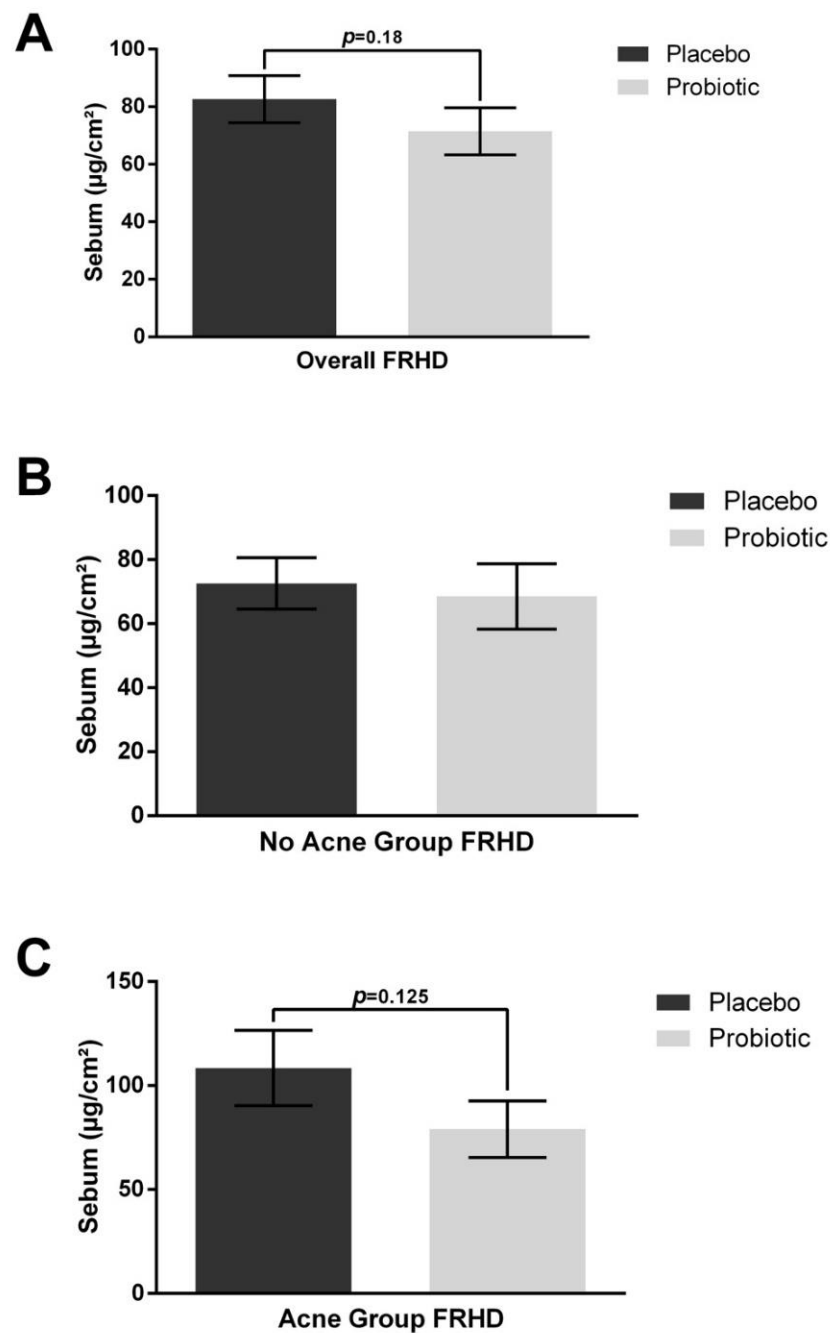 A
p=0.18
Placebo
Probiotic
Sebum (µg/cm²)
100
80
60
40
20
0
Overall FRHD
B
Placebo
Probiotic
Sebum (µg/cm²)
100
80
60
40
20
0
No Acne Group FRHD
C
p=0.125
Placebo
Probiotic
Sebum (µg/cm²)
150
100
50
0
Acne Group FRHD